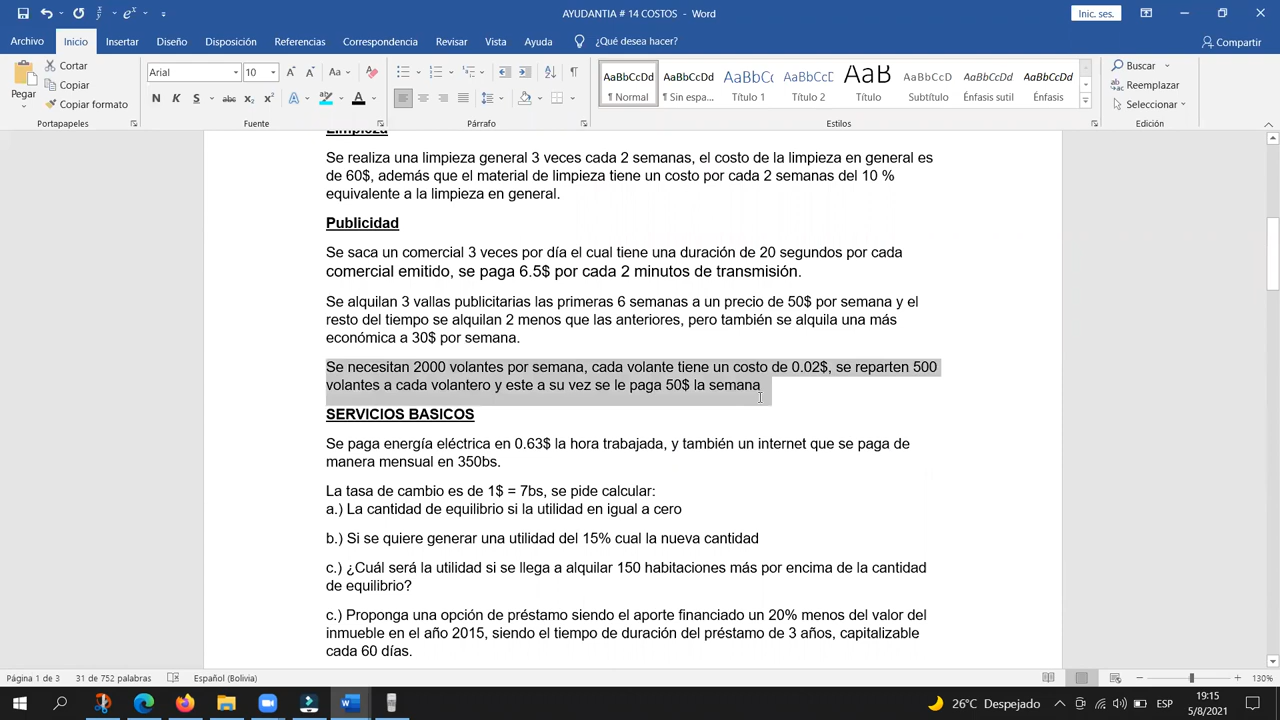 AYUDANTIA # 14 COSTOS - Word
Inic. ses.
Archivo Inicio Insertar Diseño Disposición Referencias Correspondencia Revisar Vista Ayuda ¿Qué desea hacer? Compartir
Pegar
Cortar
Copiar
Copiar formato
Portapapeles
Arial 10
N K S abc x₂ x²
Fuente
Párrafo
AaBbCcDd AaBbCcDd AaBbCc AaBbCcD AaB AaBbCcDd AaBbCcDd AaBbCcDd
¶ Normal ¶ Sin espa... Título 1 Título 2 Título Subtítulo Énfasis sutil Énfasis
Estilos
Buscar
Reemplazar
Seleccionar
Edición
Limpieza
Se realiza una limpieza general 3 veces cada 2 semanas, el costo de la limpieza en general es
de 60$, además que el material de limpieza tiene un costo por cada 2 semanas del 10 %
equivalente a la limpieza en general.
Publicidad
Se saca un comercial 3 veces por día el cual tiene una duración de 20 segundos por cada
comercial emitido, se paga 6.5$ por cada 2 minutos de transmisión.
Se alquilan 3 vallas publicitarias las primeras 6 semanas a un precio de 50$ por semana y el
resto del tiempo se alquilan 2 menos que las anteriores, pero también se alquila una más
económica a 30$ por semana.
Se necesitan 2000 volantes por semana, cada volante tiene un costo de 0.02$, se reparten 500
volantes a cada volantero y este a su vez se le paga 50$ la semana
SERVICIOS BASICOS
Se paga energía eléctrica en 0.63$ la hora trabajada, y también un internet que se paga de
manera mensual en 350bs.
La tasa de cambio es de 1$ = 7bs, se pide calcular:
a.) La cantidad de equilibrio si la utilidad en igual a cero
b.) Si se quiere generar una utilidad del 15% cual la nueva cantidad
c.) ¿Cuál será la utilidad si se llega a alquilar 150 habitaciones más por encima de la cantidad
de equilibrio?
c.) Proponga una opción de préstamo siendo el aporte financiado un 20% menos del valor del
inmueble en el año 2015, siendo el tiempo de duración del préstamo de 3 años, capitalizable
cada 60 días.
Página 1 de 3 31 de 752 palabras Español (Bolivia) 130%
26°C Despejado ESP 19:15
5/8/2021